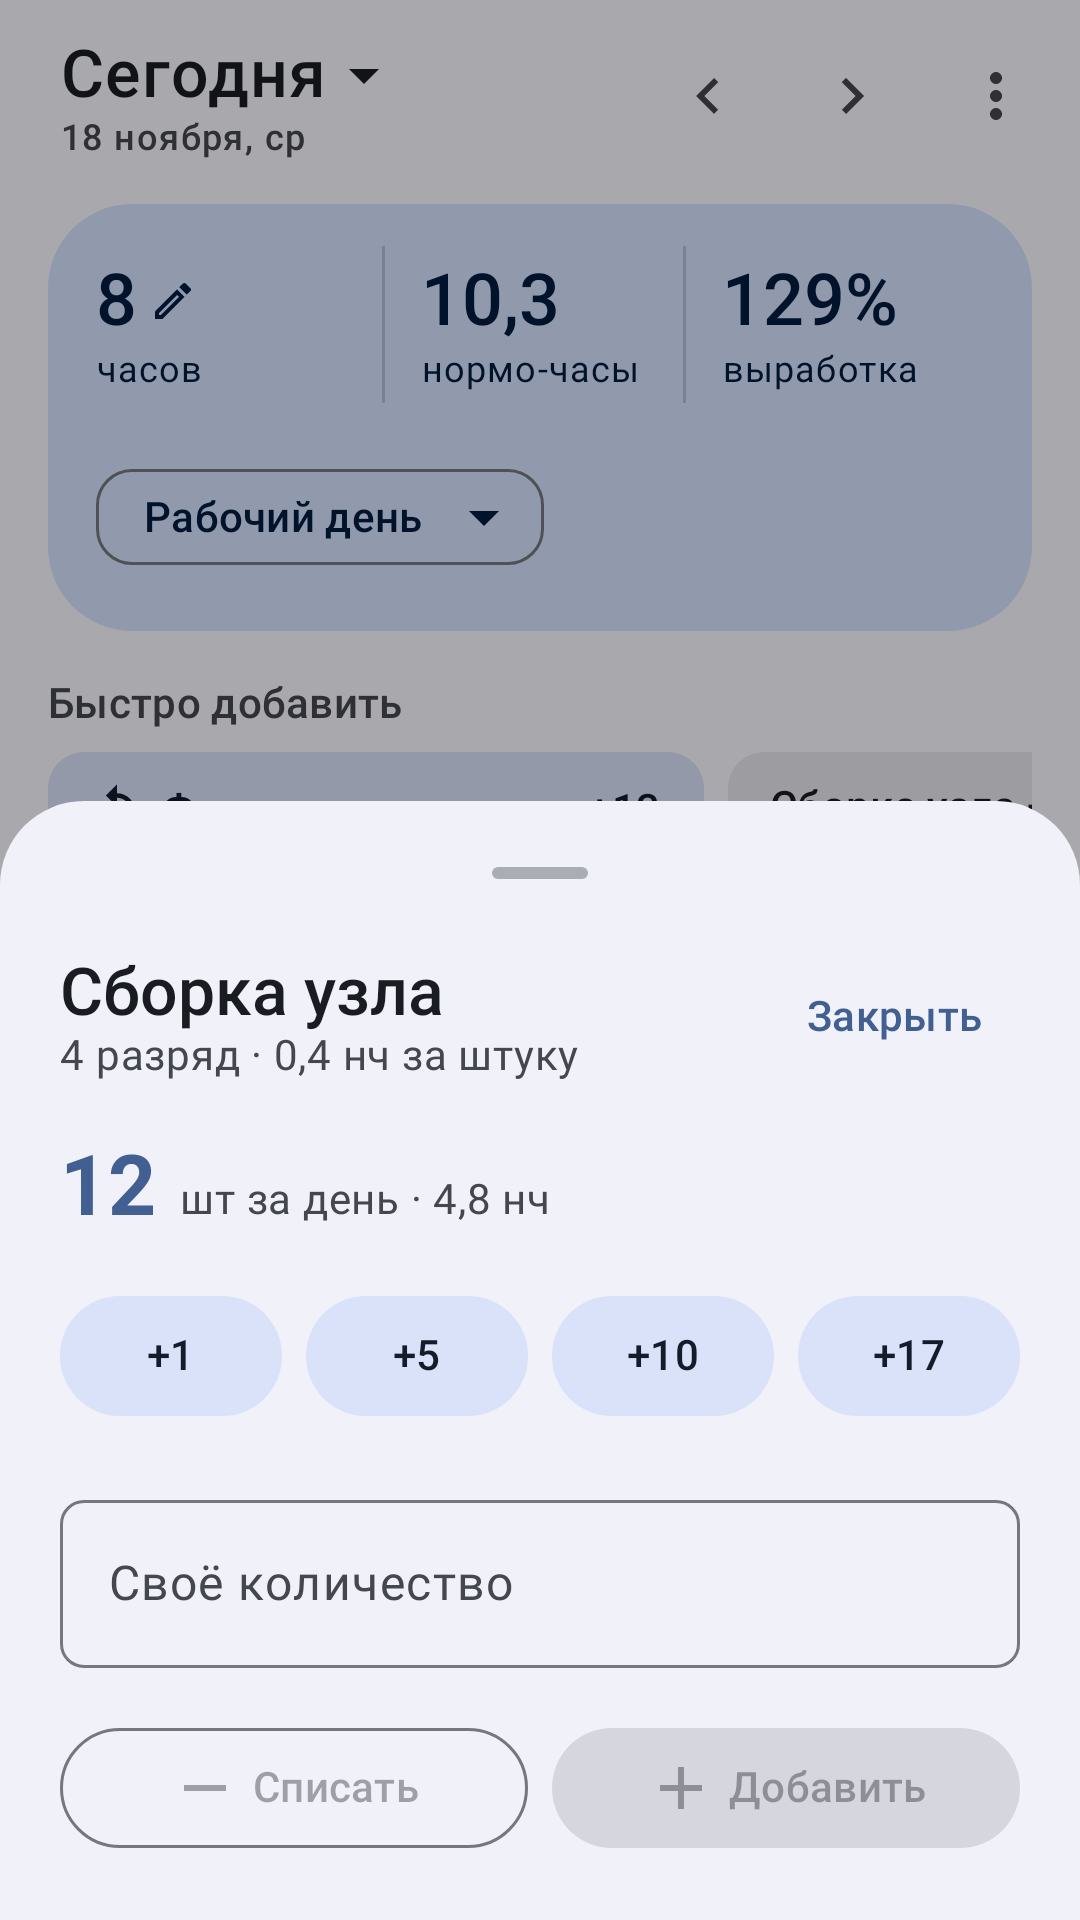 Сегодня
18 ноября, ср
8
10,3
129%
часов
нормо-часы
выработка
Рабочий день
Быстро добавить
Сборка узла
4 разряд · 0,4 нч за штуку
Закрыть
12 шт за день · 4,8 нч
+1
+5
+10
+17
Своё количество
Списать
Добавить